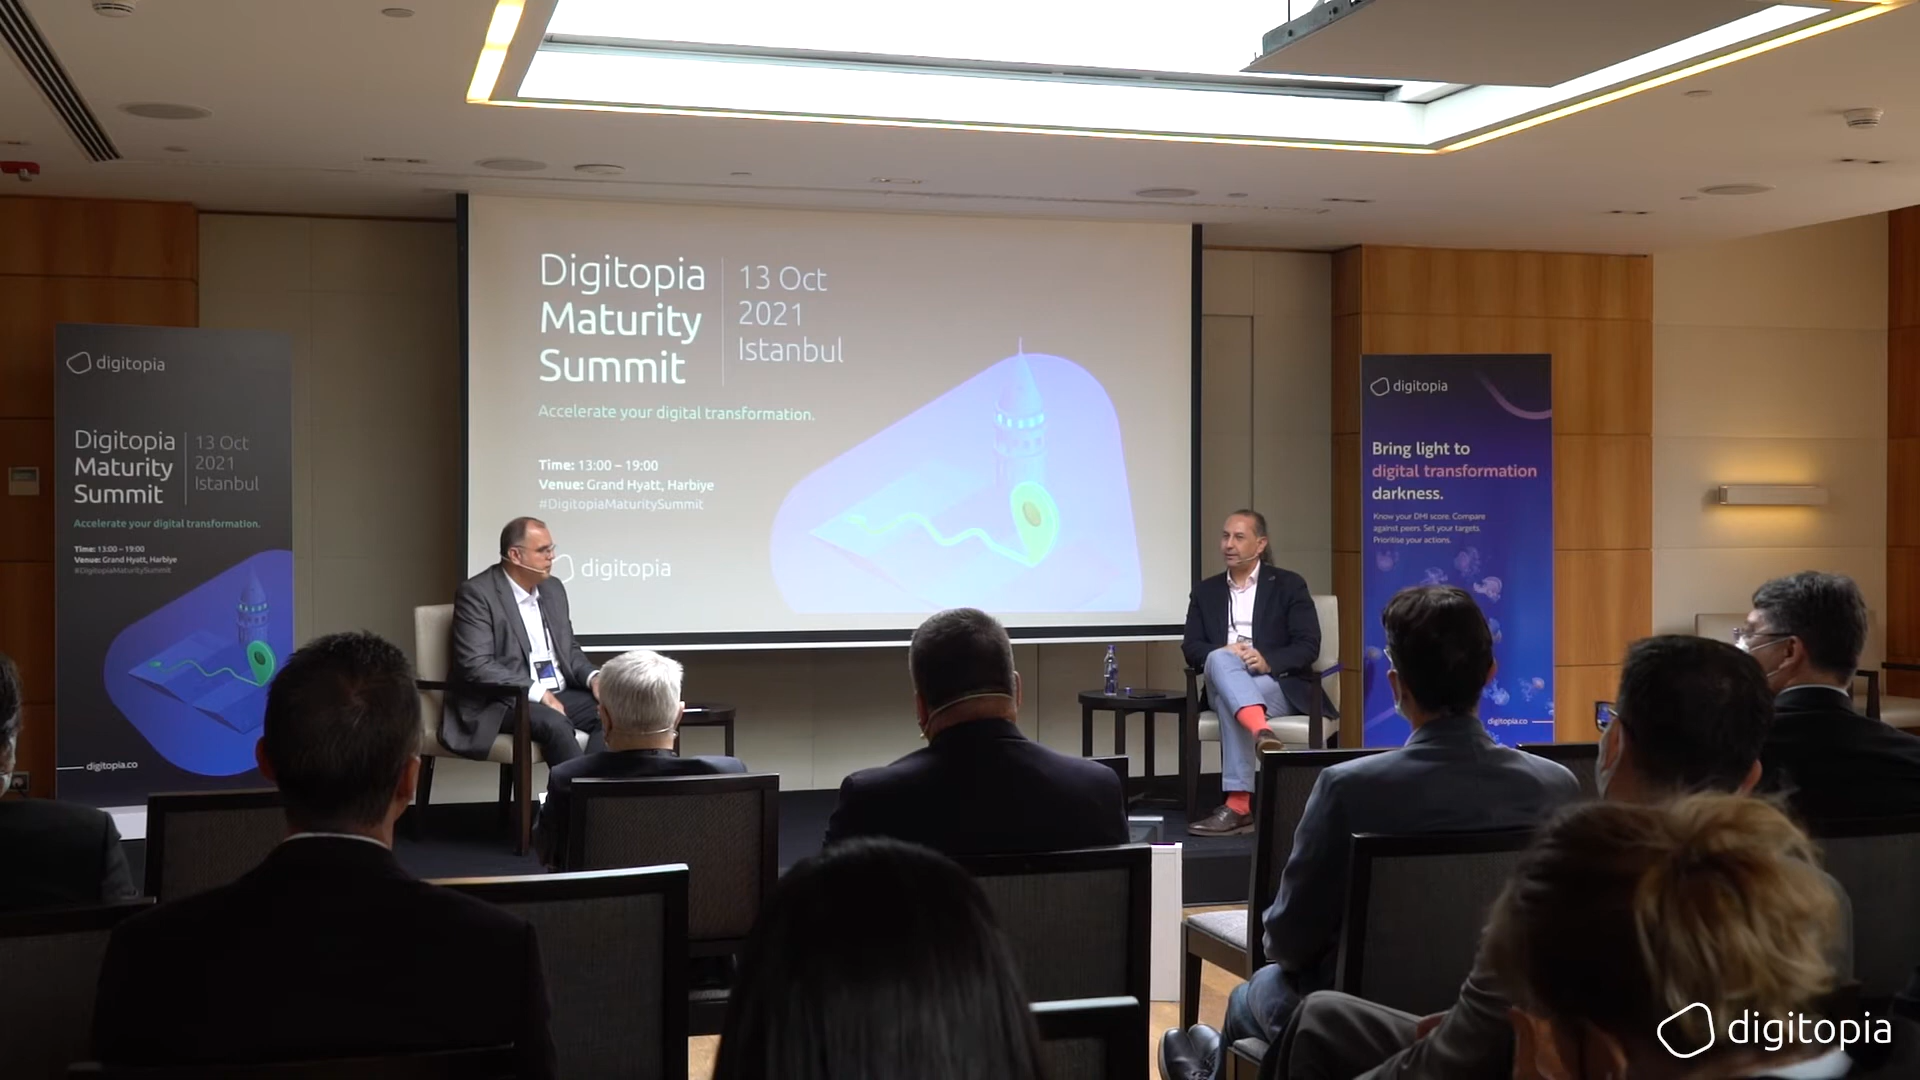 digitopia
Digitopia
Maturity
Summit
13 Oct
2021
Istanbul
Accelerate your digital transformation.
Time: 13:00 – 19:00
Venue: Grand Hyatt, Harbiye
#DigitopiaMaturitySummit
digitopia.co
Digitopia
Maturity
Summit
13 Oct
2021
Istanbul
Accelerate your digital transformation.
Time: 13:00 – 19:00
Venue: Grand Hyatt, Harbiye
#DigitopiaMaturitySummit
digitopia
digitopia
Bring light to
digital transformation
darkness.
Know your DMI score. Compare
against peers. Set your targets.
Prioritise your actions.
digitopia.co
digitopia